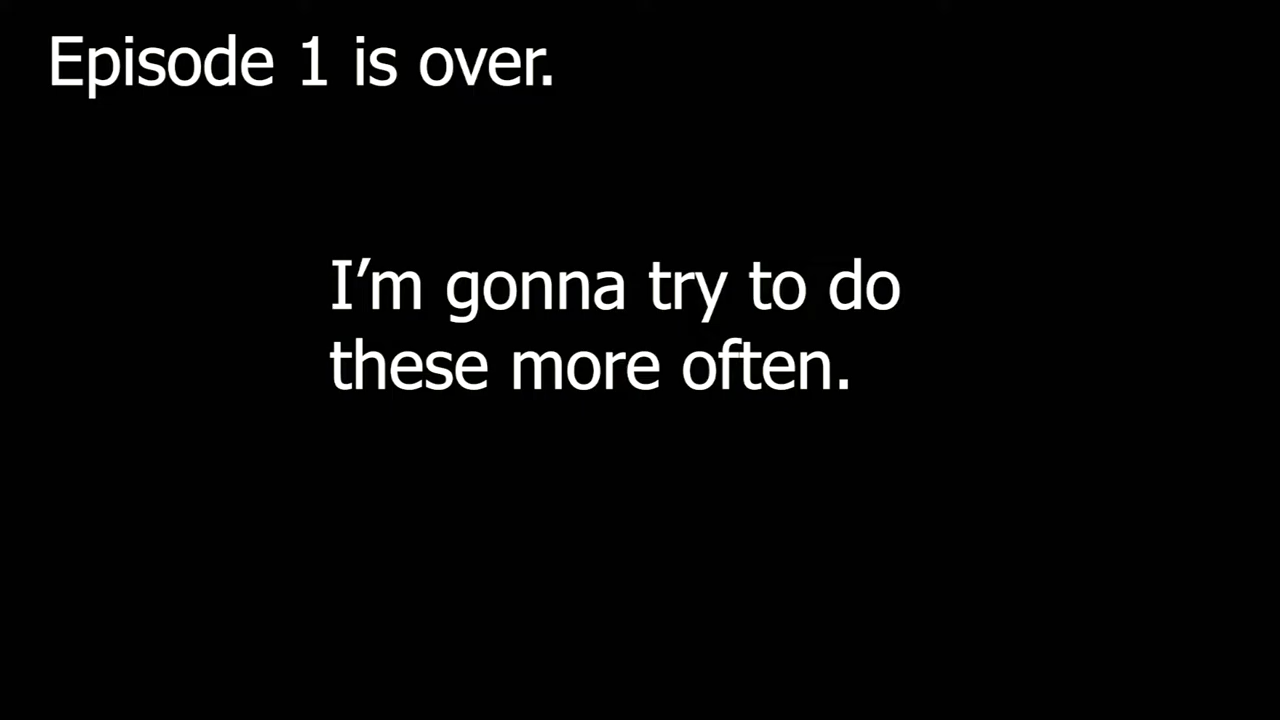 Episode 1 is over.
I’m gonna try to do
these more often.